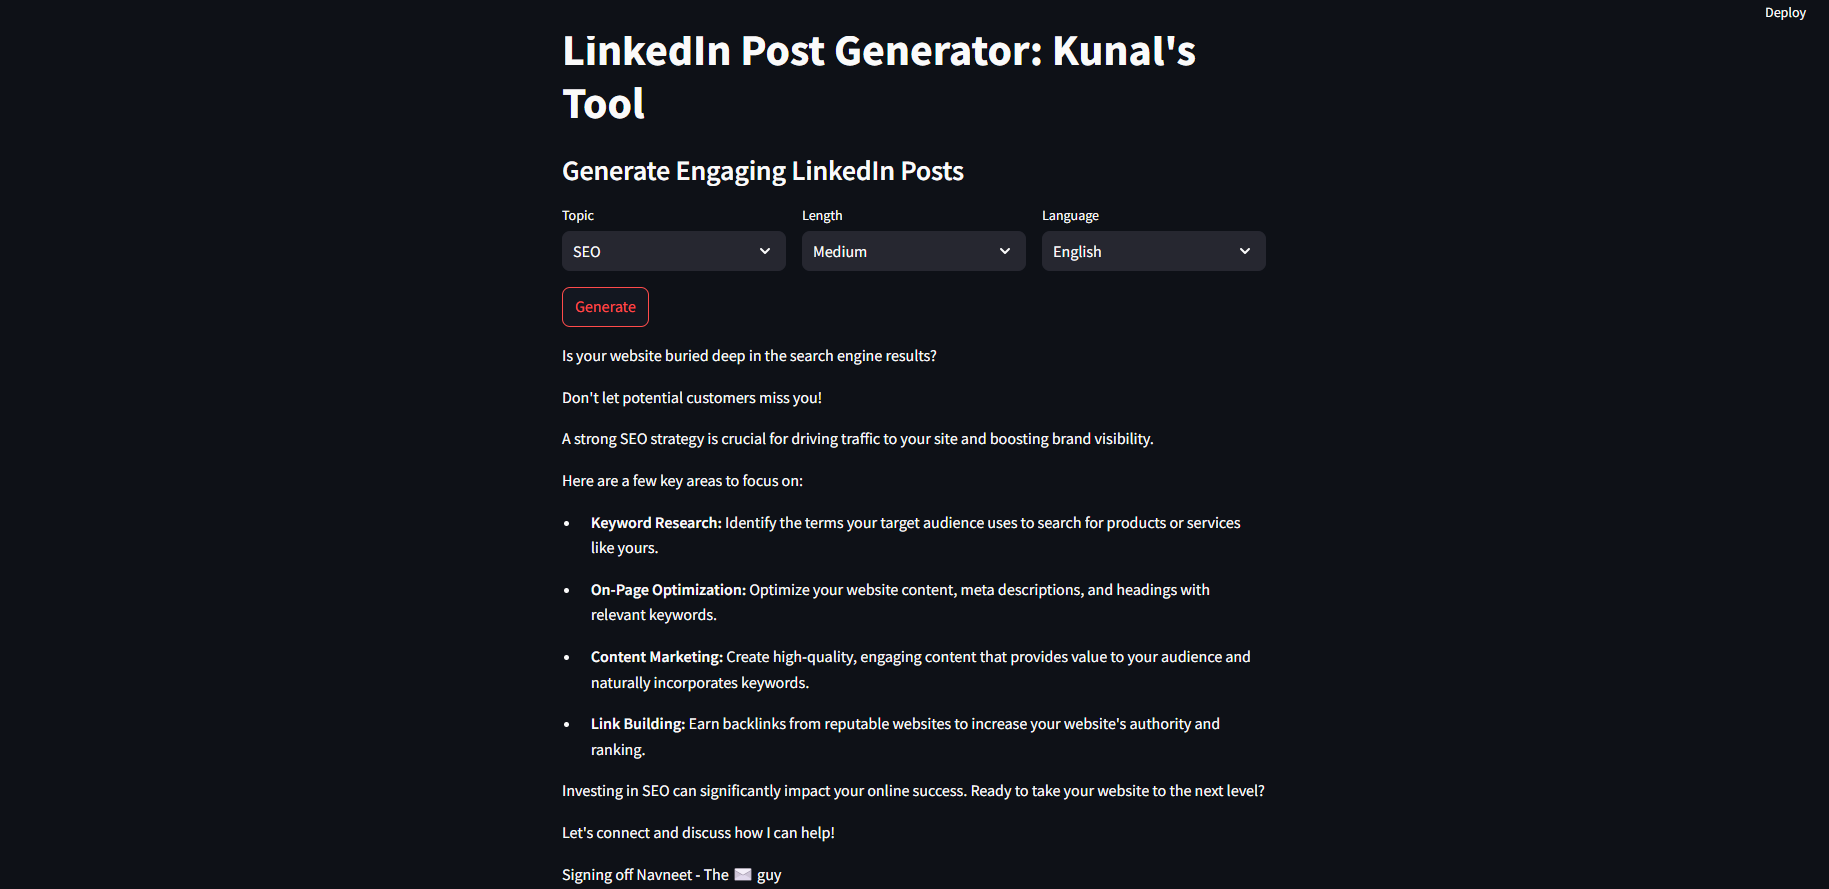 Deploy
LinkedIn Post Generator: Kunal's
Tool
Generate Engaging LinkedIn Posts
Topic Length Language
SEO Medium English
Generate
Is your website buried deep in the search engine results?
Don't let potential customers miss you!
A strong SEO strategy is crucial for driving traffic to your site and boosting brand visibility.
Here are a few key areas to focus on:
• Keyword Research: Identify the terms your target audience uses to search for products or services
like yours.
• On-Page Optimization: Optimize your website content, meta descriptions, and headings with
relevant keywords.
• Content Marketing: Create high-quality, engaging content that provides value to your audience and
naturally incorporates keywords.
• Link Building: Earn backlinks from reputable websites to increase your website's authority and
ranking.
Investing in SEO can significantly impact your online success. Ready to take your website to the next level?
Let's connect and discuss how I can help!
Signing off Navneet - The ✉️ guy